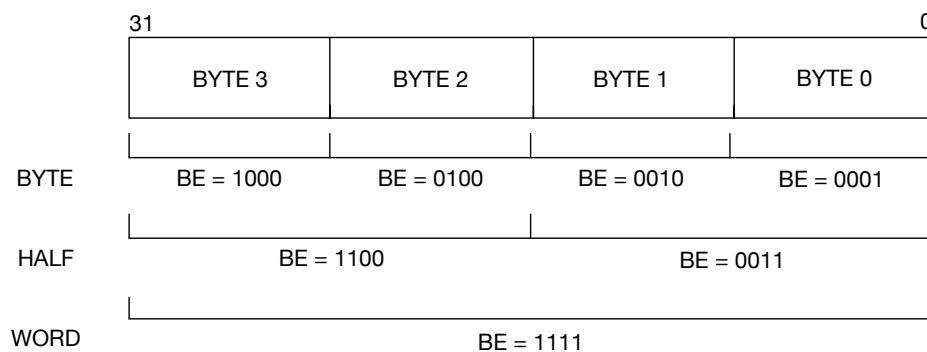 31 0
BYTE 3 BYTE 2 BYTE 1 BYTE 0
BYTE BE = 1000 BE = 0100 BE = 0010 BE = 0001
HALF BE = 1100 BE = 0011
WORD BE = 1111